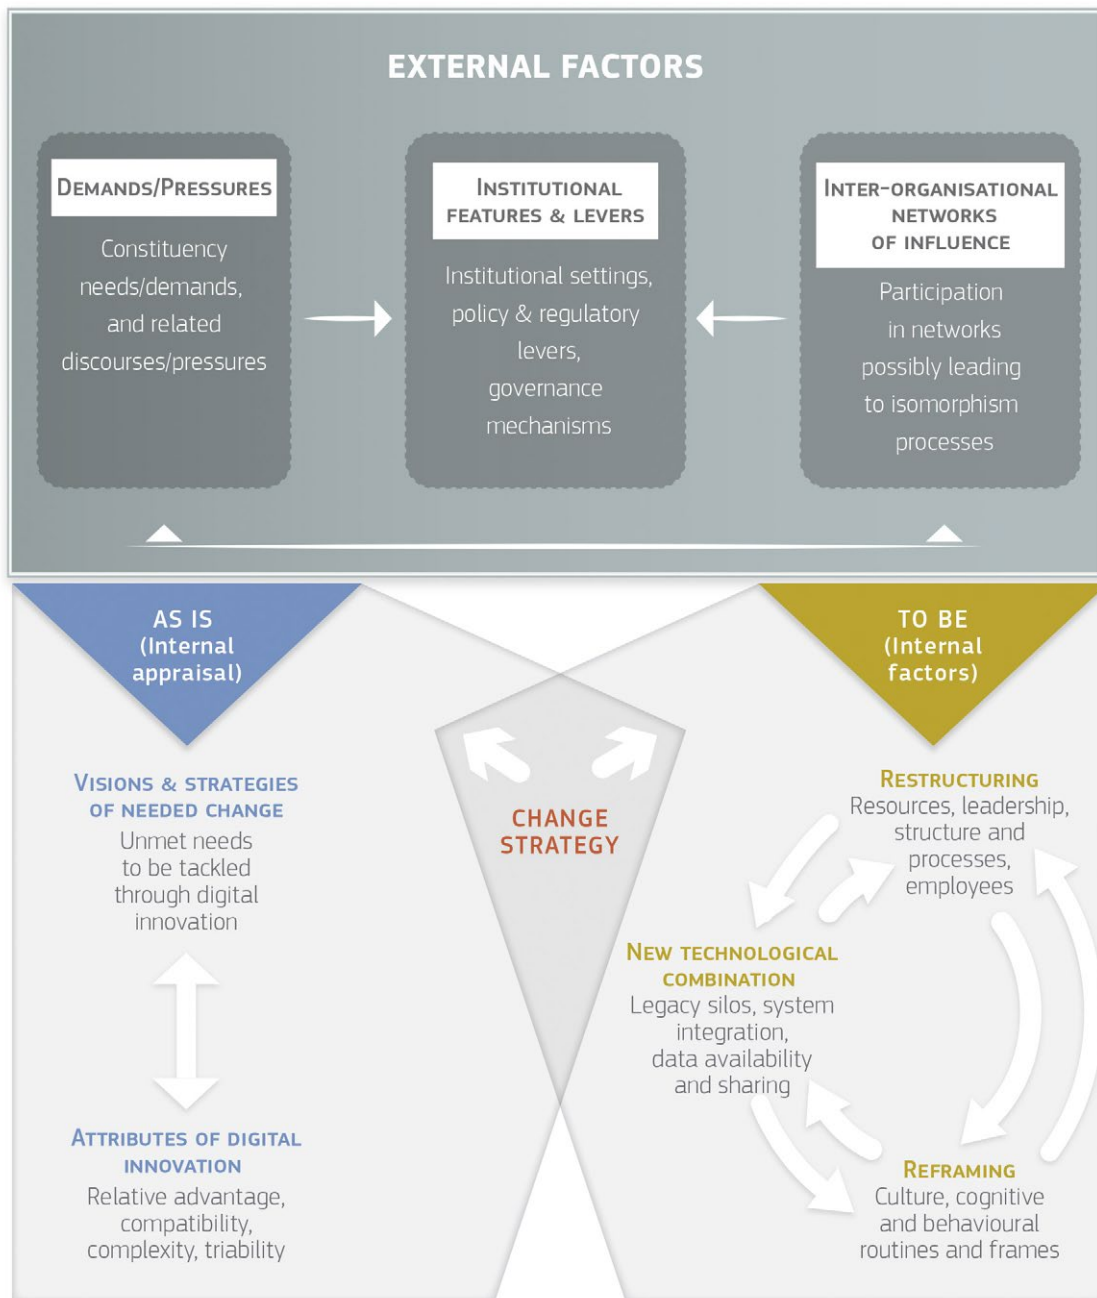 EXTERNAL FACTORS
DEMANDS/PRESSURES
Constituency
needs/demands,
and related
discourses/pressures
INSTITUTIONAL
FEATURES & LEVERS
Institutional settings,
policy & regulatory
levers,
governance
mechanisms
INTER-ORGANISATIONAL
NETWORKS
OF INFLUENCE
Participation
in networks
possibly leading
to isomorphism
processes
AS IS
(Internal
appraisal)
VISIONS & STRATEGIES
OF NEEDED CHANGE
Unmet needs
to be tackled
through digital
innovation
ATTRIBUTES OF DIGITAL
INNOVATION
Relative advantage,
compatibility,
complexity, triability
CHANGE
STRATEGY
TO BE
(Internal
factors)
RESTRUCTURING
Resources, leadership,
structure and
processes,
employees
NEW TECHNOLOGICAL
COMBINATION
Legacy silos, system
integration,
data availability
and sharing
REFRAMING
Culture, cognitive
and behavioural
routines and frames